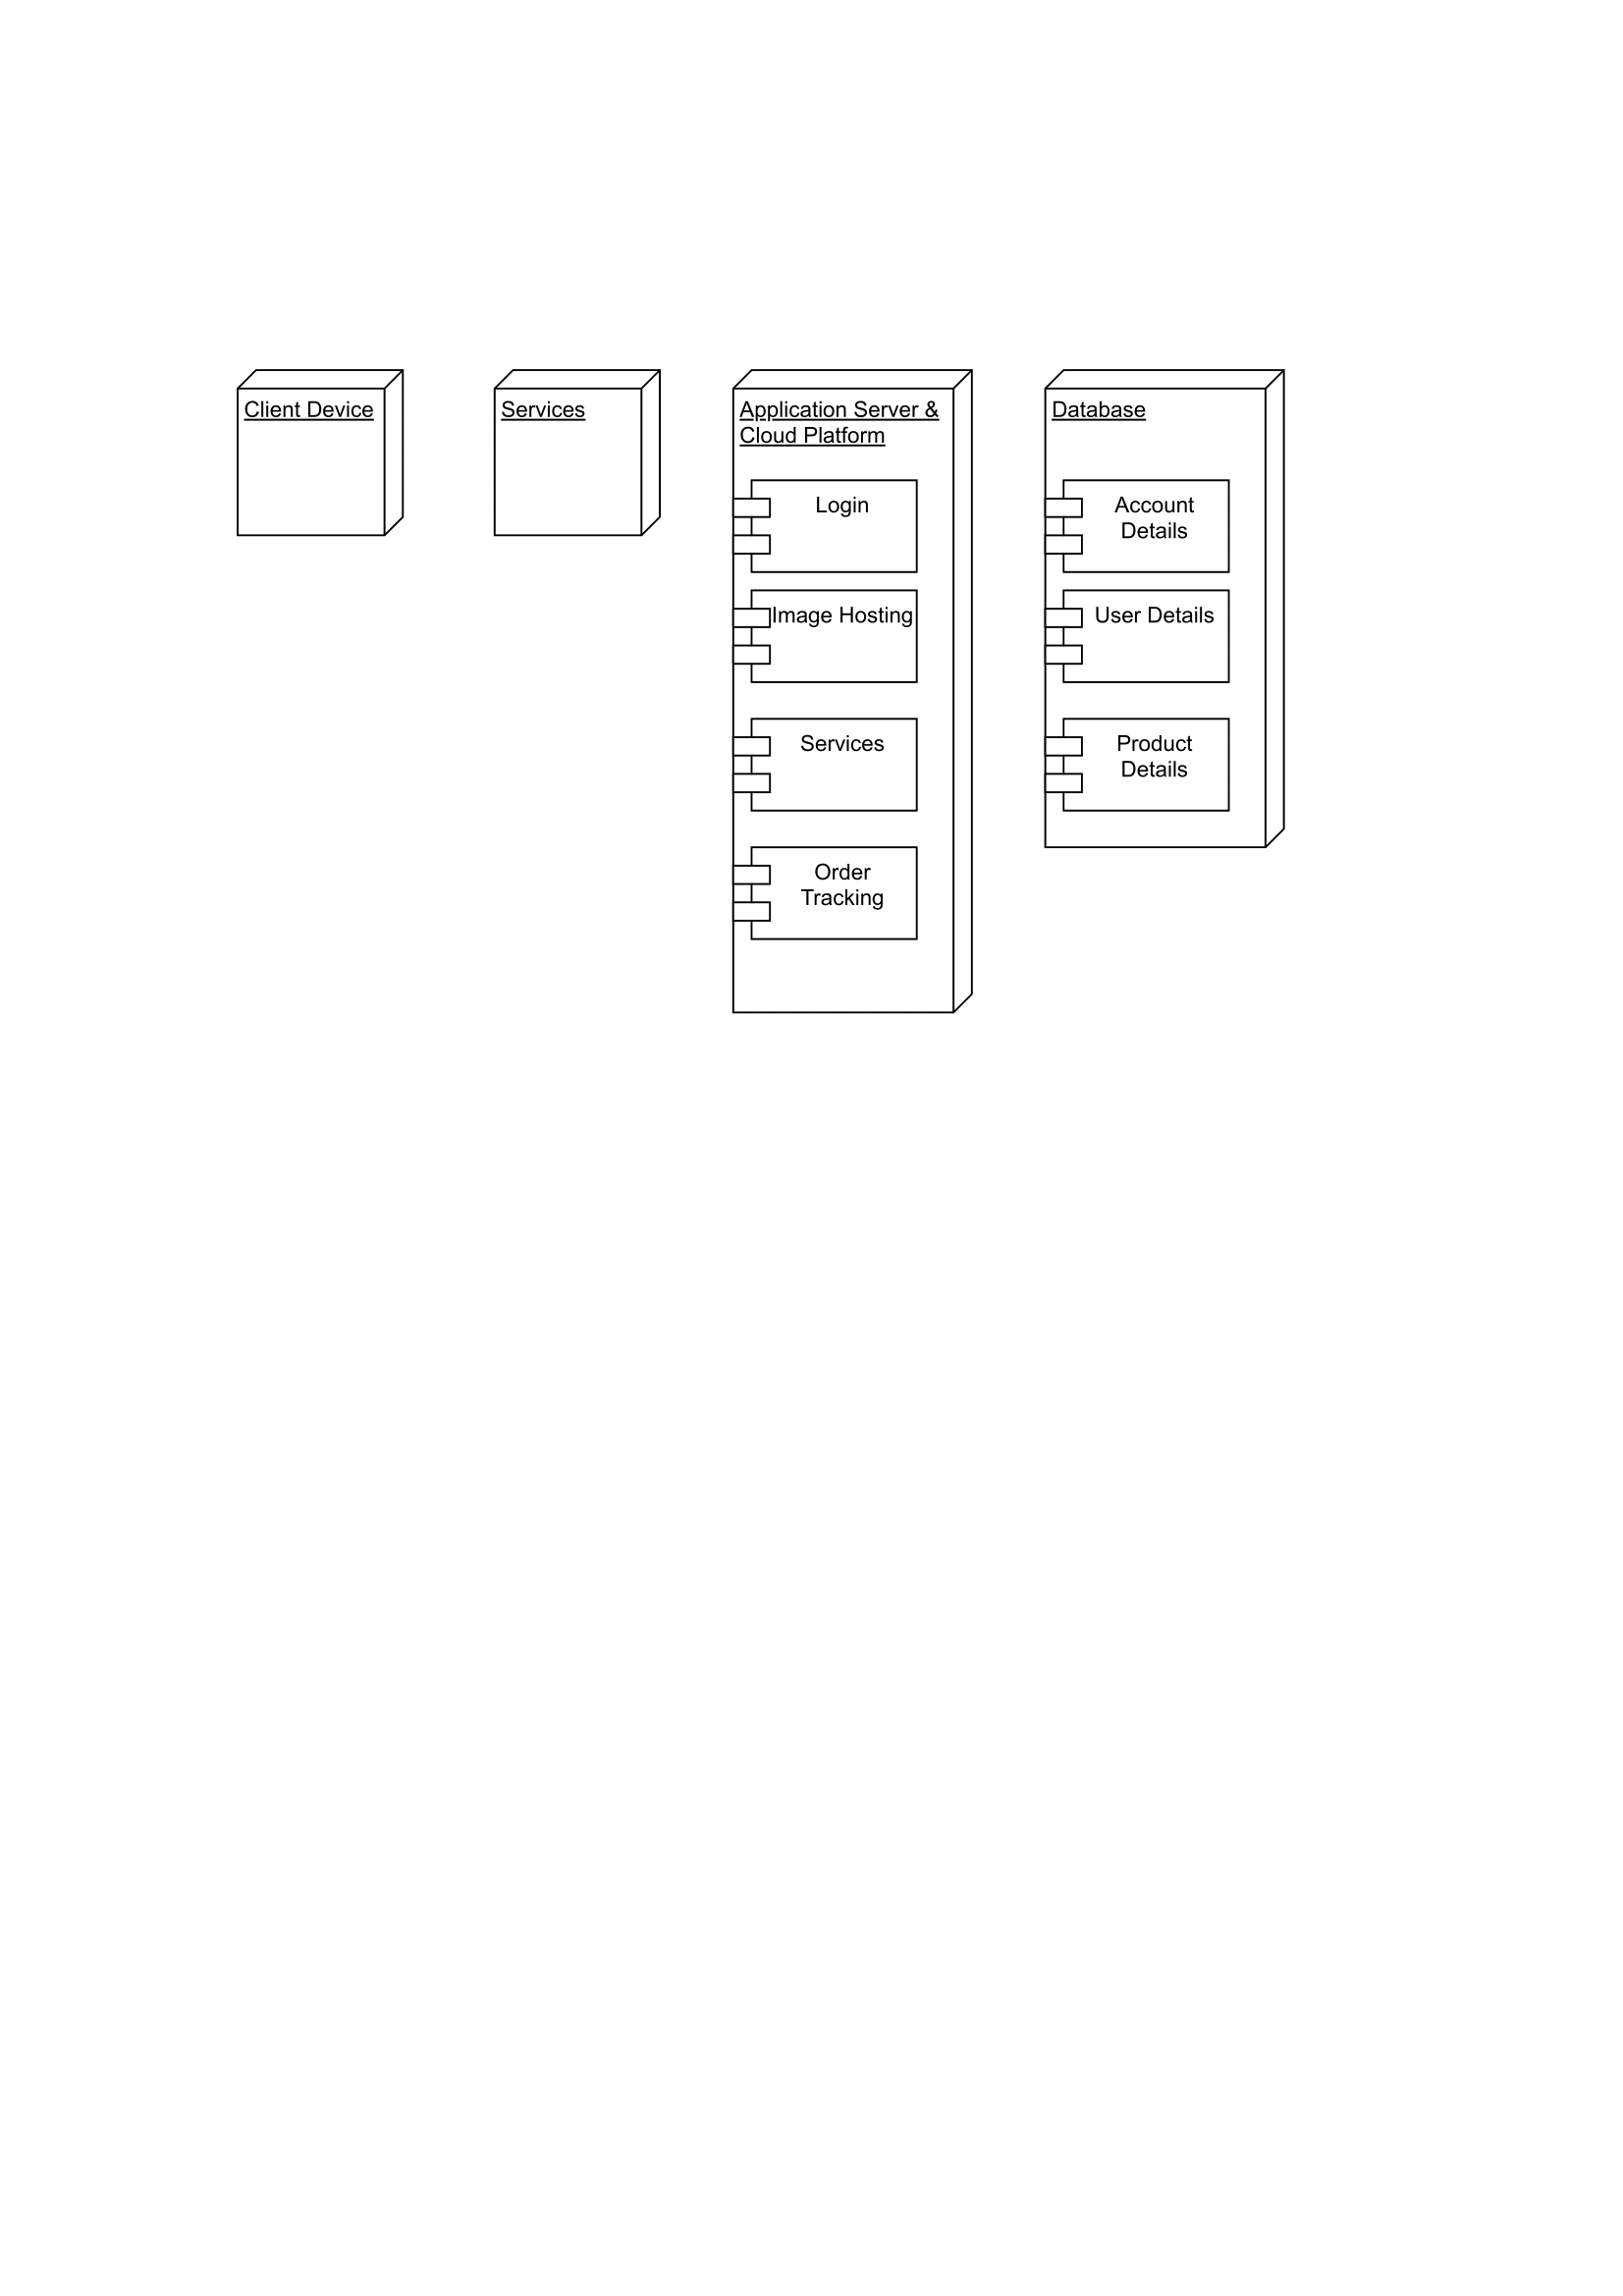 Client Device
Services
Application Server &
Cloud Platform
Login
Image Hosting
Services
Order
Tracking
Database
Account
Details
User Details
Product
Details